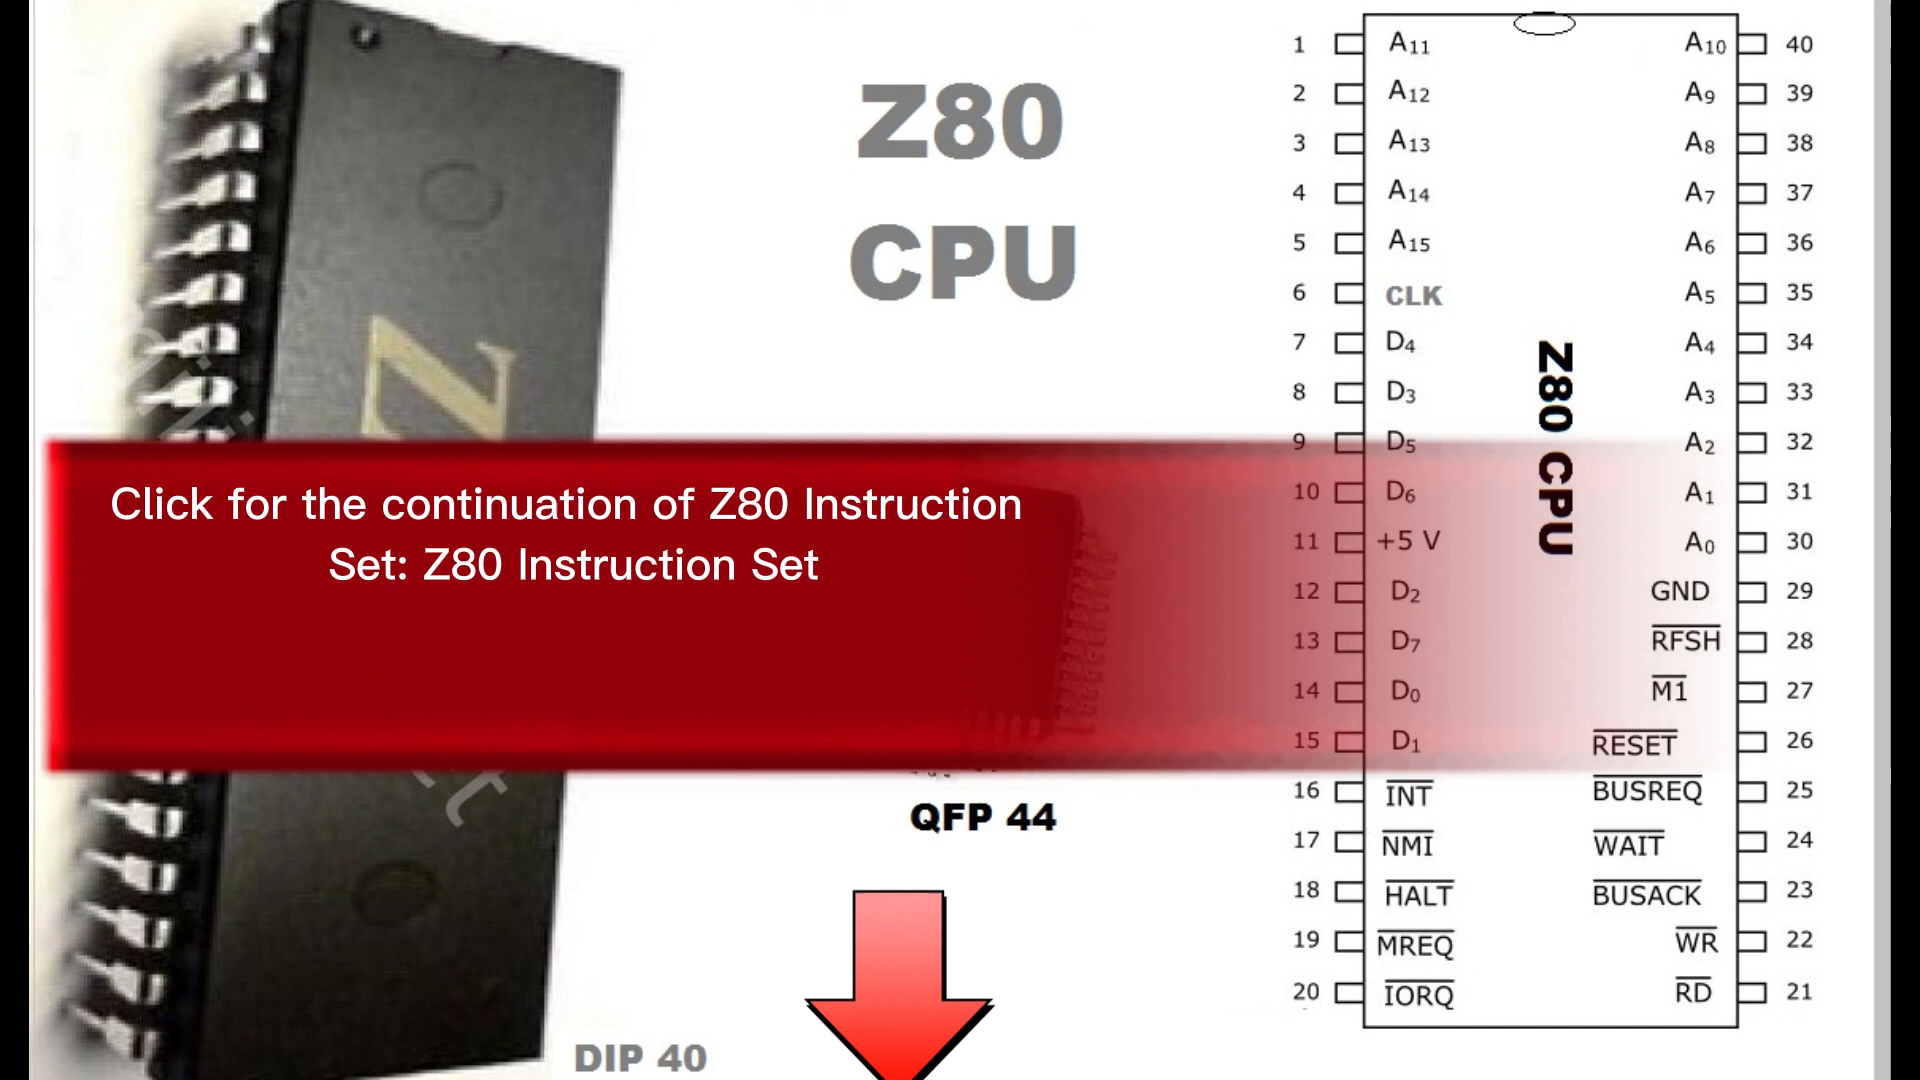 Z80
CPU
Z
Click for the continuation of Z80 Instruction
Set: Z80 Instruction Set
QFP 44
DIP 40
1 A11 A10 40
2 A12 A9 39
3 A13 A8 38
4 A14 A7 37
5 A15 A6 36
6 CLK A5 35
7 D4 A4 34
8 D3 A3 33
9 D5 A2 32
10 D6 A1 31
11 +5 V A0 30
12 D2 GND 29
13 D7 RFSH 28
14 D0 M1 27
15 D1 RESET 26
16 INT BUSREQ 25
17 NMI WAIT 24
18 HALT BUSACK 23
19 MREQ WR 22
20 IORQ RD 21
Z80 CPU